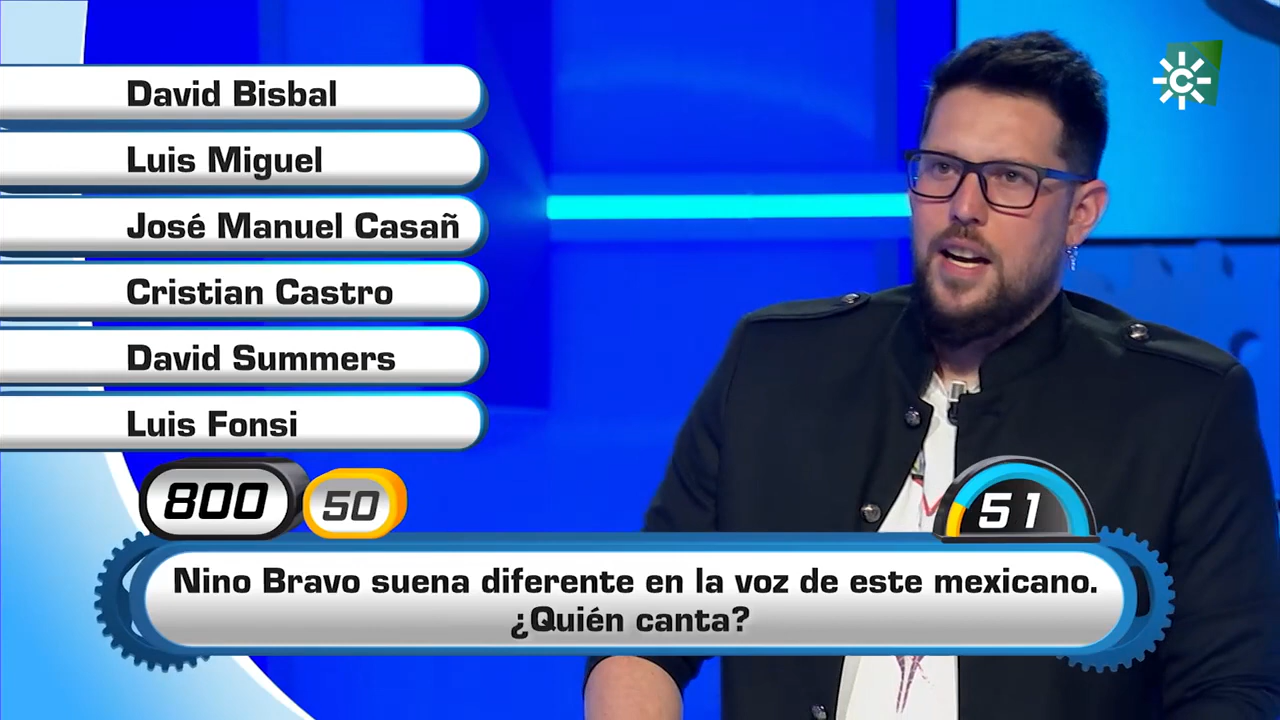 David Bisbal
Luis Miguel
José Manuel Casañ
Cristian Castro
David Summers
Luis Fonsi
800
50
51
Nino Bravo suena diferente en la voz de este mexicano.
¿Quién canta?